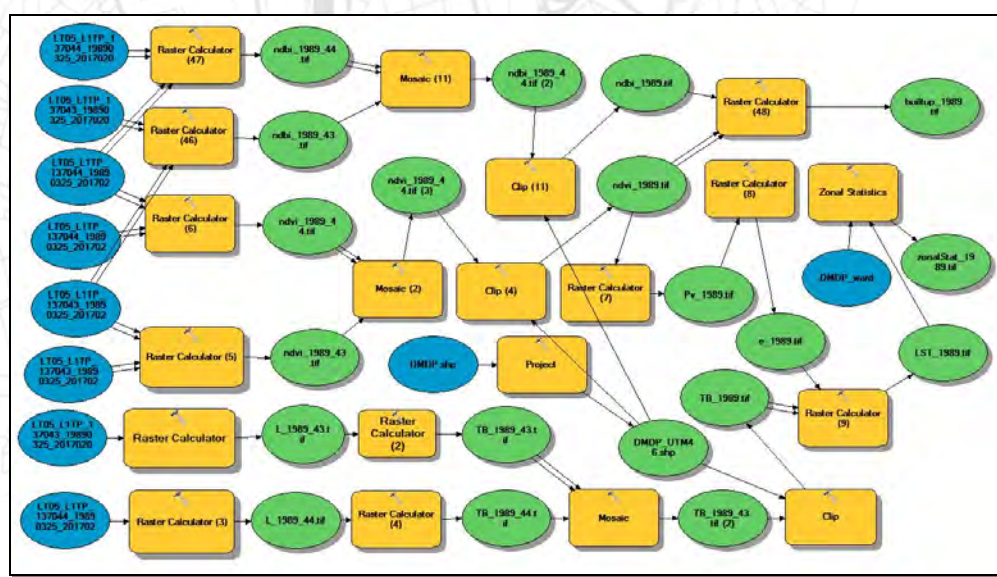 LT05_L1TP_1
37044_19890
325_2017020
Raster Calculator
(47)
ndbi_1989_44
.tif
Mosaic (11)
ndbi_1989_4
4.tif (2)
ndbi_1989.tif
Raster Calculator
(48)
builtup_1989
.tif
LT05_L1TP_1
37043_19890
325_2017020
Raster Calculator
(46)
ndbi_1989_43
.tif
LT05_L1TP_
137044_1989
0325_201702
ndvi_1989_4
4.tif (3)
Clip (11)
ndvi_1989.tif
Raster Calculator
(8)
Zonal Statistics
LT05_L1TP_
137044_1989
0325_201702
Raster Calculator
(6)
ndvi_1989_4
4.tif
Mosaic (2)
Clip (4)
Raster Calculator
(7)
Pv_1989.tif
DMDP_ward
zonalStat_19
89.tif
LT05_L1TP_
137043_1989
0325_201702
Raster Calculator (5)
ndvi_1989_43
.tif
DMDP.shp
Project
e_1989.tif
LST_1989.tif
LT05_L1TP_
137043_1989
0325_201702
TB_1989.tif
Raster Calculator
(9)
LT05_L1TP_1
37043_19890
325_2017020
Raster Calculator
L_1989_43.t
if
Raster
Calculator
(2)
TB_1989_43.t
if
DMDP_UTM4
6.shp
LT05_L1TP_
137044_1989
0325_201702
Raster Calculator (3)
L_1989_44.tif
Raster Calculator
(4)
TB_1989_44.t
if
Mosaic
TB_1989_43
.tif (2)
Clip